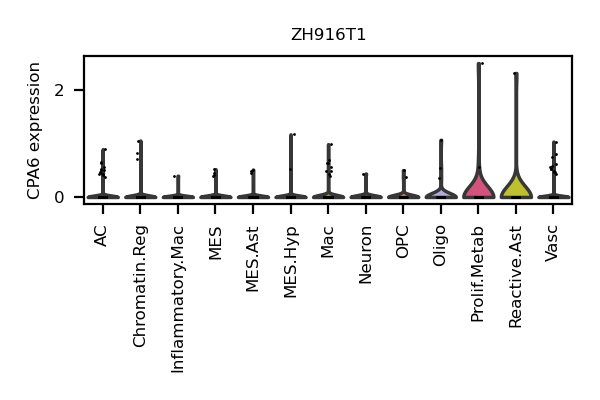 ZH916T1
CPA6 expression
2
0
AC
Chromatin.Reg
Inflammatory.Mac
MES
MES.Ast
MES.Hyp
Mac
Neuron
OPC
Oligo
Prolif.Metab
Reactive.Ast
Vasc